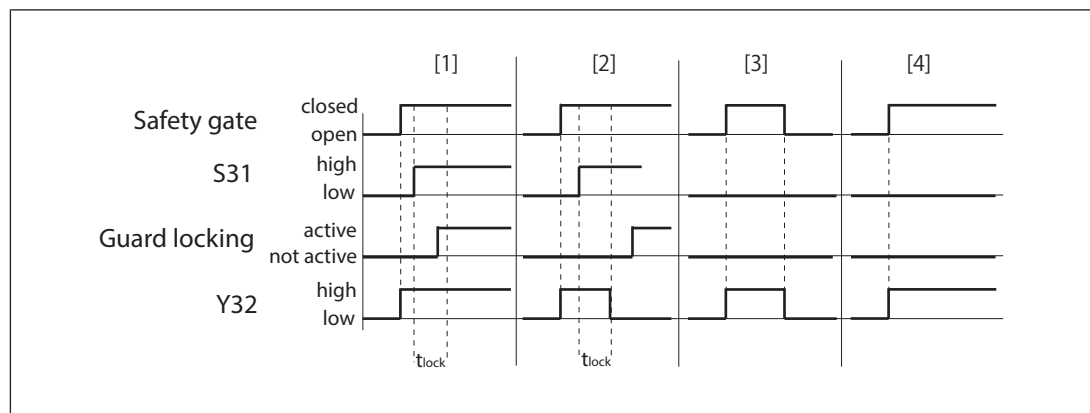 [1] [2] [3] [4]
Safety gate
closed
open
S31
high
low
Guard locking
active
not active
Y32
high
low
tlock tlock